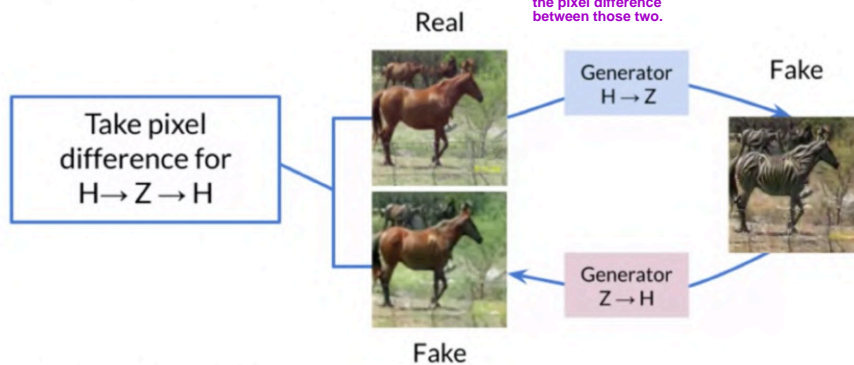 the pixel difference
between those two.
Real
Generator
H → Z
Fake
Take pixel
difference for
H→ Z → H
Generator
Z → H
Fake